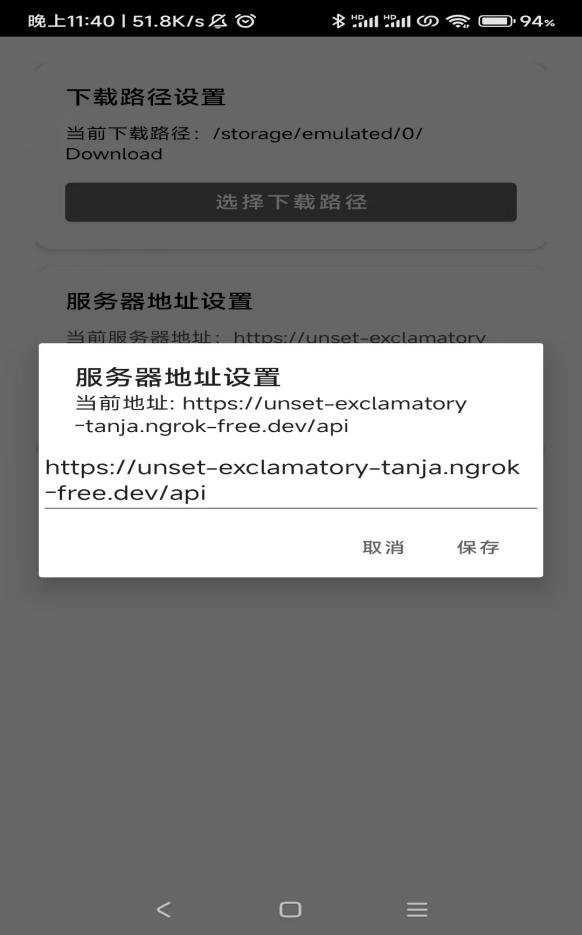 晚上11:40 | 51.8K/s
94%
下载路径设置
当前下载路径：/storage/emulated/0/
Download
选择下载路径
服务器地址设置
当前服务器地址：https://unset-exclamatory
服务器地址设置
当前地址: https://unset-exclamatory
-tanja.ngrok-free.dev/api
https://unset-exclamatory-tanja.ngrok
-free.dev/api
取消 保存